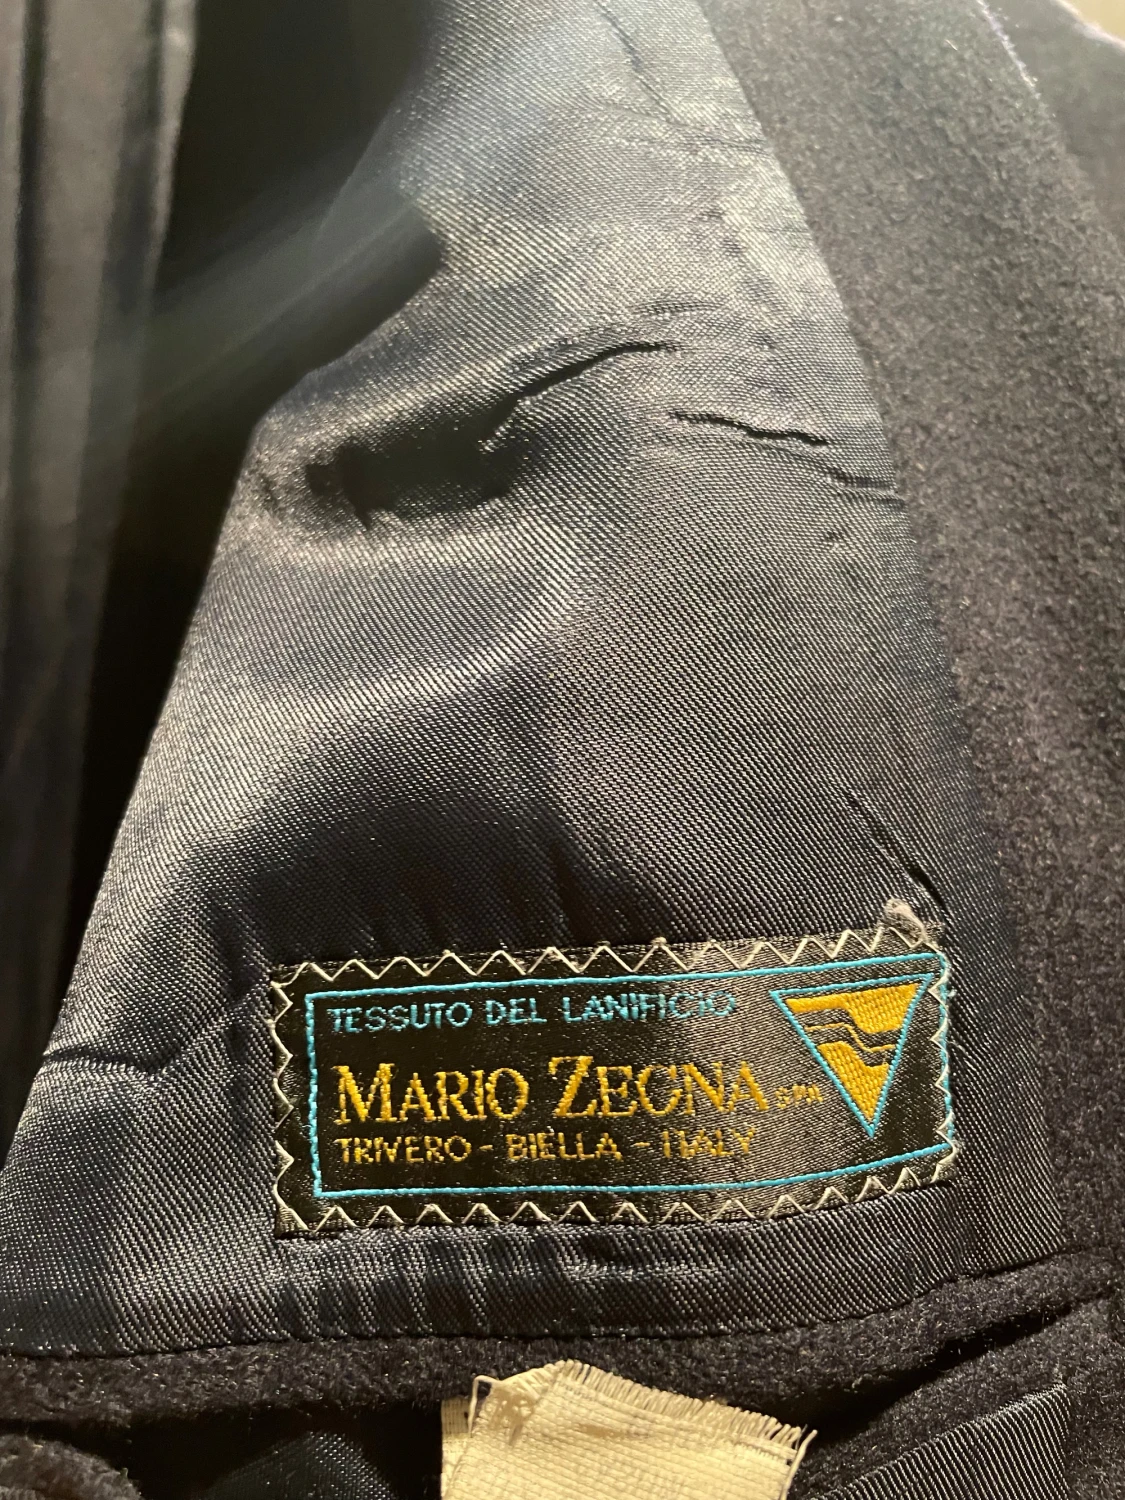 TESSUTO DEL LANIFICIO
MARIO ZEGNA SPA
TRIVERO - BIELLA - ITALY